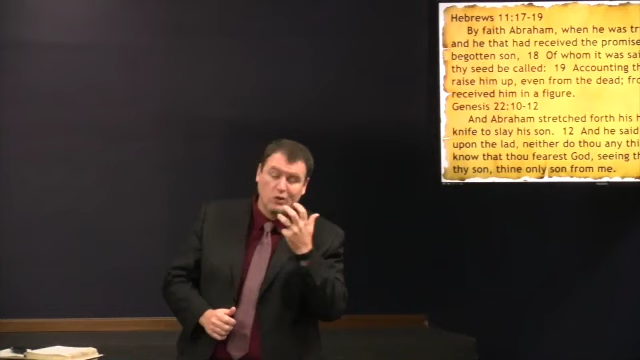 Hebrews 11:17-19
By faith Abraham, when he was tri
and he that had received the promise
begotten son, 18 Of whom it was sai
thy seed be called: 19 Accounting th
raise him up, even from the dead; fro
received him in a figure.
Genesis 22:10-12
And Abraham stretched forth his h
knife to slay his son. 12 And he said
upon the lad, neither do thou any thi
know that thou fearest God, seeing th
thy son, thine only son from me.